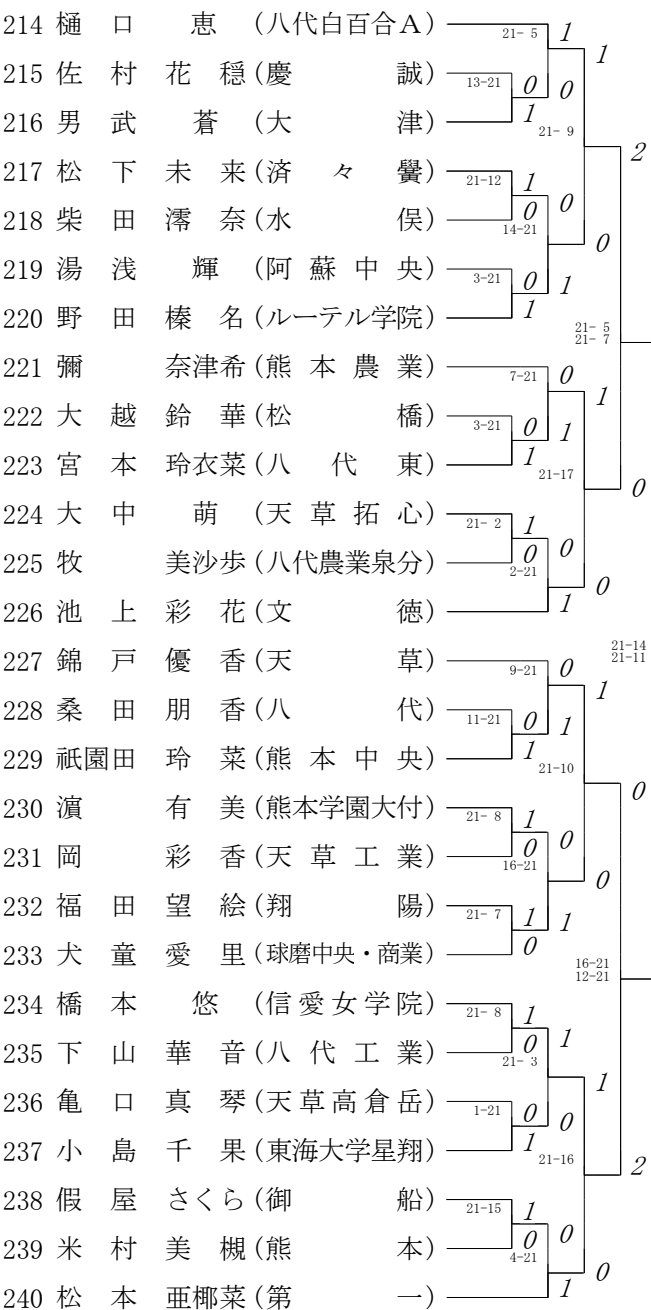 214 樋口 恵 (八代白百合A) 21- 5 1
1
215 佐村花穏 (慶誠) 13-21 0 0
216 男武 蒼 (大津) 1 21- 9
2
217 松下未来 (済々黌) 21-12 1
0
218 柴田澪奈 (水俣) 0 14-21
0
219 湯浅 輝 (阿蘇中央) 3-21 0 1
220 野田榛名 (ルーテル学院) 1
21- 5
21- 7
221 彌 奈津希 (熊本農業) 7-21 0
1
222 大越鈴華 (松橋) 3-21 0 1
223 宮本玲衣菜 (八代東) 1 21-17
0
224 大中 萌 (天草拓心) 21- 2 1
0
225 牧 美沙歩 (八代農業泉分) 0 2-21
0
226 池上彩花 (文徳) 1
21-14
21-11
227 錦戸優香 (天草) 9-21 0
1
228 桑田朋香 (八代) 11-21 0 1
229 祇園田玲菜 (熊本中央) 1 21-10
0
230 濵 有美 (熊本学園大付) 21- 8 1
0
231 岡 彩香 (天草工業) 0 16-21
0
232 福田望絵 (翔陽) 21- 7 1 1
233 犬童愛里 (球磨中央・商業) 0
16-21
12-21
234 橋本 悠 (信愛女学院) 21- 8 1
1
235 下山華音 (八代工業) 0 21- 3
1
236 亀口真琴 (天草高倉岳) 1-21 0 0
237 小島千果 (東海大学星翔) 1 21-16
2
238 假屋さくら (御船) 21-15 1
0
239 米村美槻 (熊本) 0 4-21
0
240 松本亜耶菜 (第一) 1